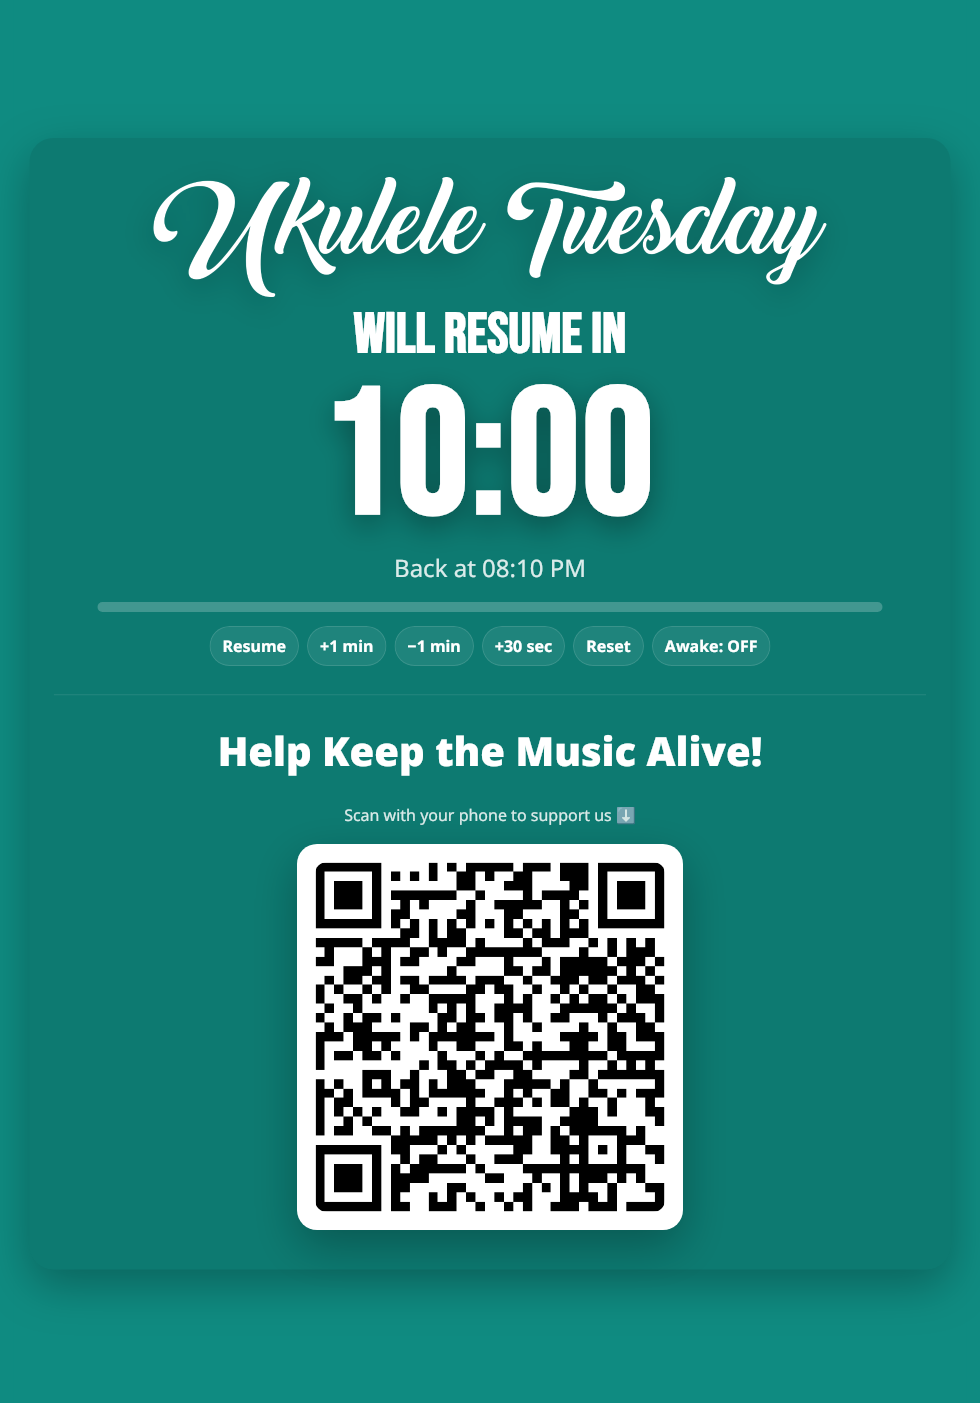 Ukulele Tuesday
WILL RESUME IN
10:00
Back at 08:10 PM
Resume +1 min −1 min +30 sec Reset Awake: OFF
Help Keep the Music Alive!
Scan with your phone to support us ⬇️